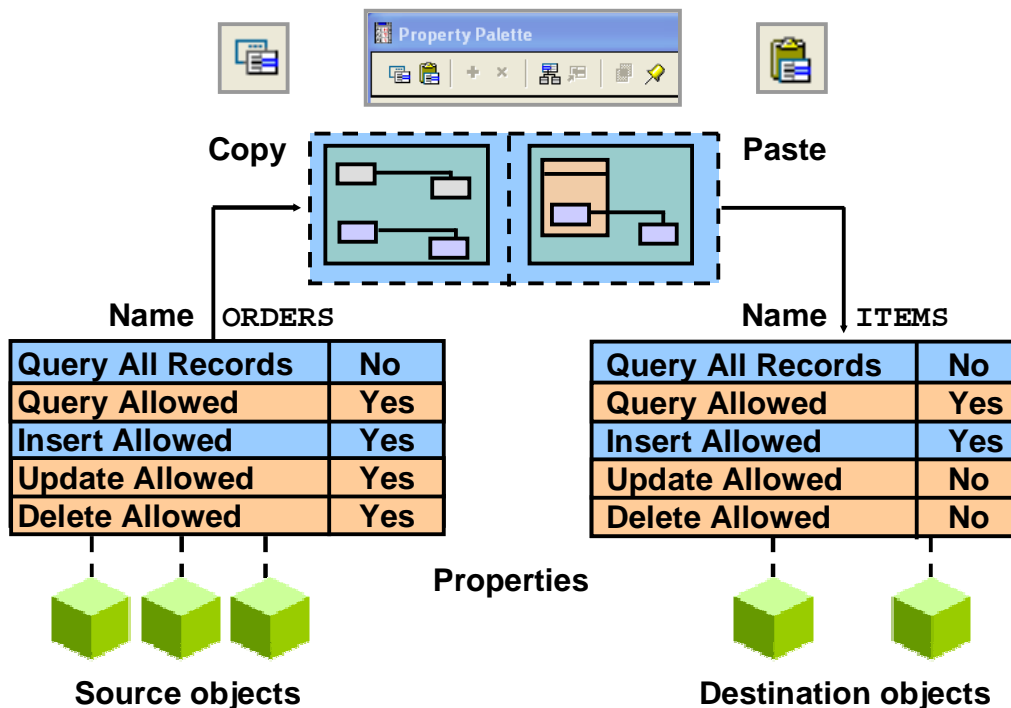 Property Palette
Copy
Paste
Name ORDERS
Query All Records No
Query Allowed Yes
Insert Allowed Yes
Update Allowed Yes
Delete Allowed Yes
Name ITEMS
Query All Records No
Query Allowed Yes
Insert Allowed Yes
Update Allowed No
Delete Allowed No
Properties
Source objects
Destination objects